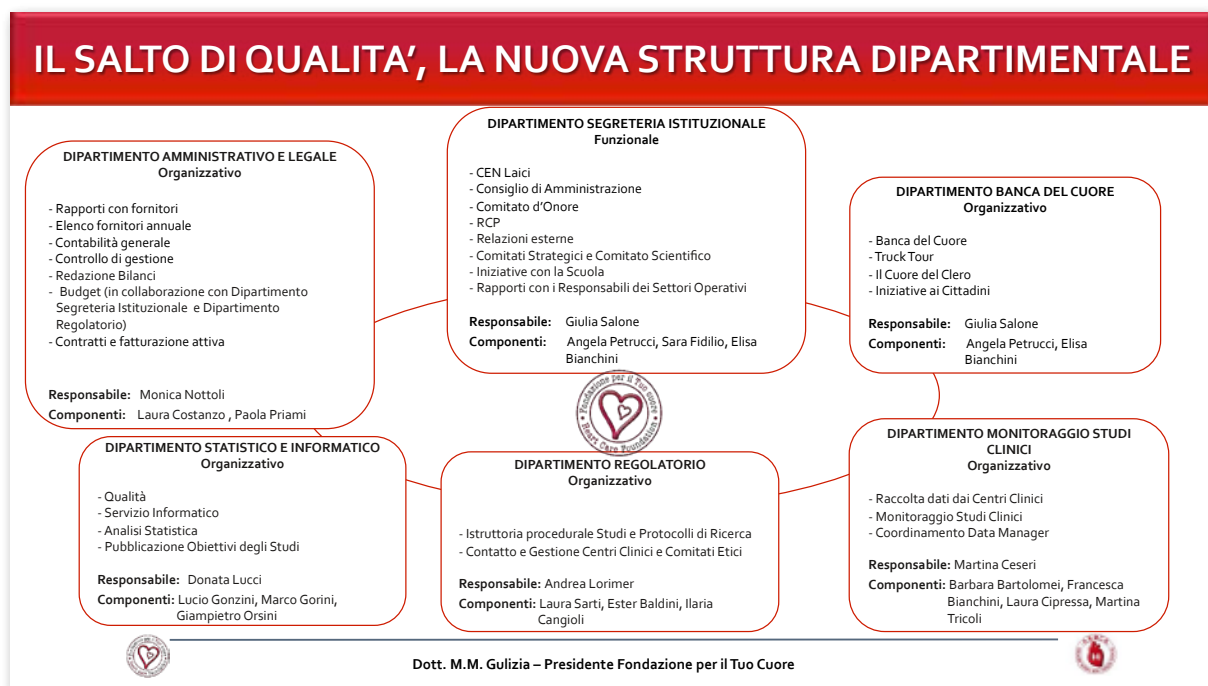 IL SALTO DI QUALITA', LA NUOVA STRUTTURA DIPARTIMENTALE
DIPARTIMENTO AMMINISTRATIVO E LEGALE
Organizzativo
- Rapporti con fornitori
- Elenco fornitori annuale
- Contabilità generale
- Controllo di gestione
- Redazione Bilanci
- Budget (in collaborazione con Dipartimento
Segreteria Istituzionale e Dipartimento
Regolatorio)
- Contratti e fatturazione attiva
Responsabile: Monica Nottoli
Componenti: Laura Costanzo , Paola Priami
DIPARTIMENTO SEGRETERIA ISTITUZIONALE
Funzionale
- CEN Laici
- Consiglio di Amministrazione
- Comitato d'Onore
- RCP
- Relazioni esterne
- Comitati Strategici e Comitato Scientifico
- Iniziative con la Scuola
- Rapporti con i Responsabili dei Settori Operativi
Responsabile: Giulia Salone
Componenti: Angela Petrucci, Sara Fidilio, Elisa
Bianchini
DIPARTIMENTO BANCA DEL CUORE
Organizzativo
- Banca del Cuore
- Truck Tour
- Il Cuore del Clero
- Iniziative ai Cittadini
Responsabile: Giulia Salone
Componenti: Angela Petrucci, Elisa
Bianchini
Fondazione per il Tuo cuore
Heart Care Foundation
DIPARTIMENTO STATISTICO E INFORMATICO
Organizzativo
- Qualità
- Servizio Informatico
- Analisi Statistica
- Pubblicazione Obiettivi degli Studi
Responsabile: Donata Lucci
Componenti: Lucio Gonzini, Marco Gorini,
Giampietro Orsini
DIPARTIMENTO REGOLATORIO
Organizzativo
- Istruttoria procedurale Studi e Protocolli di Ricerca
- Contatto e Gestione Centri Clinici e Comitati Etici
Responsabile: Andrea Lorimer
Componenti: Laura Sarti, Ester Baldini, Ilaria
Cangioli
DIPARTIMENTO MONITORAGGIO STUDI
CLINICI
Organizzativo
- Raccolta dati dai Centri Clinici
- Monitoraggio Studi Clinici
- Coordinamento Data Manager
Responsabile: Martina Ceseri
Componenti: Barbara Bartolomei, Francesca
Bianchini, Laura Cipressa, Martina
Tricoli
Dott. M.M. Gulizia – Presidente Fondazione per il Tuo Cuore